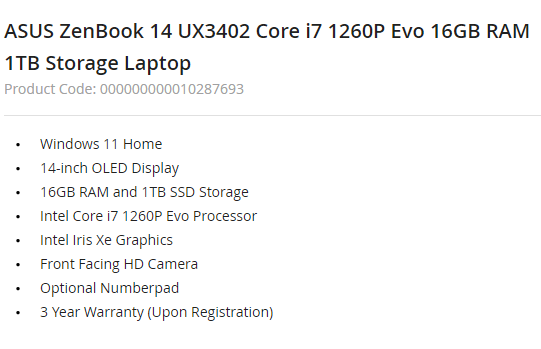 ASUS ZenBook 14 UX3402 Core i7 1260P Evo 16GB RAM
1TB Storage Laptop
Product Code: 000000000010287693
• Windows 11 Home
• 14-inch OLED Display
• 16GB RAM and 1TB SSD Storage
• Intel Core i7 1260P Evo Processor
• Intel Iris Xe Graphics
• Front Facing HD Camera
• Optional Numberpad
• 3 Year Warranty (Upon Registration)